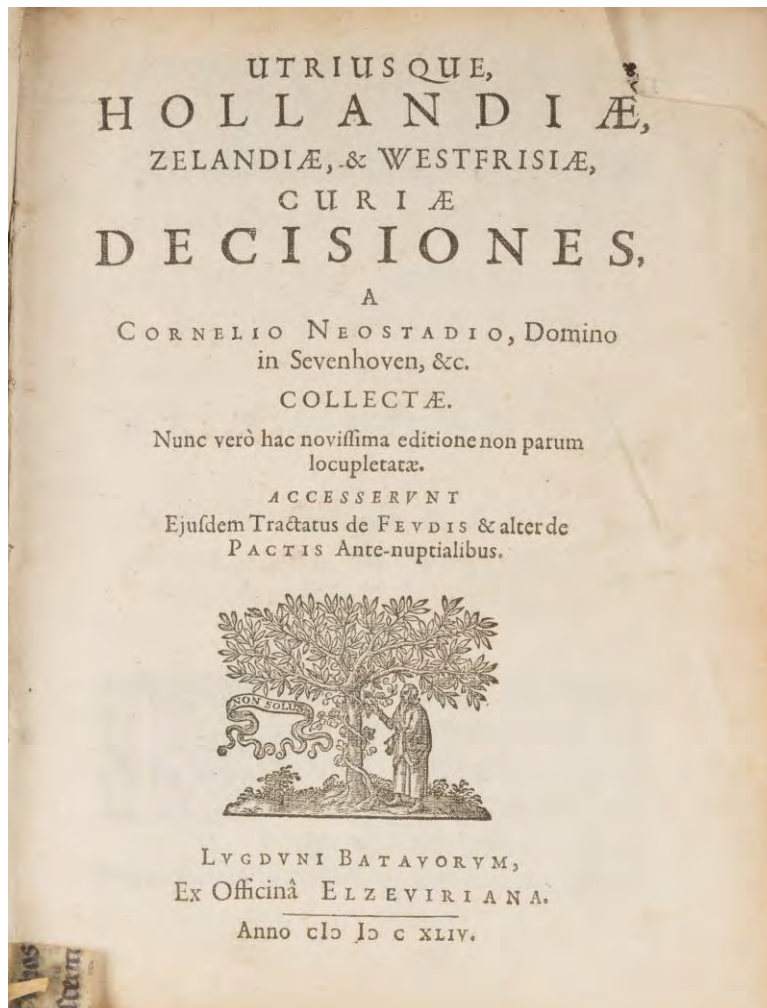 UTRIUSQUE,
HOLLANDIÆ,
ZELANDIÆ, & WESTFRISIÆ,
CURIÆ
DECISIONES,
A
CORNELIO NEOSTADIO, Domino
in Sevenhoven, &c.
COLLECTÆ.
Nunc verò hac noviſſima editione non parum
locupletatæ.
ACCESSERVNT
Ejuſdem Tractatus de FEVDIS & alter de
PACTIS Ante-nuptialibus.
NON SOLUS
LVGDVNI BATAVORVM,
Ex Officinâ ELZEVIRIANA.
Anno cIↄ Iↄ c XLIV.